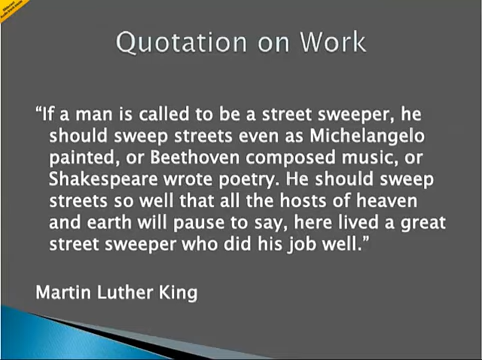 Quotation on Work
“If a man is called to be a street sweeper, he
should sweep streets even as Michelangelo
painted, or Beethoven composed music, or
Shakespeare wrote poetry. He should sweep
streets so well that all the hosts of heaven
and earth will pause to say, here lived a great
street sweeper who did his job well.”
Martin Luther King